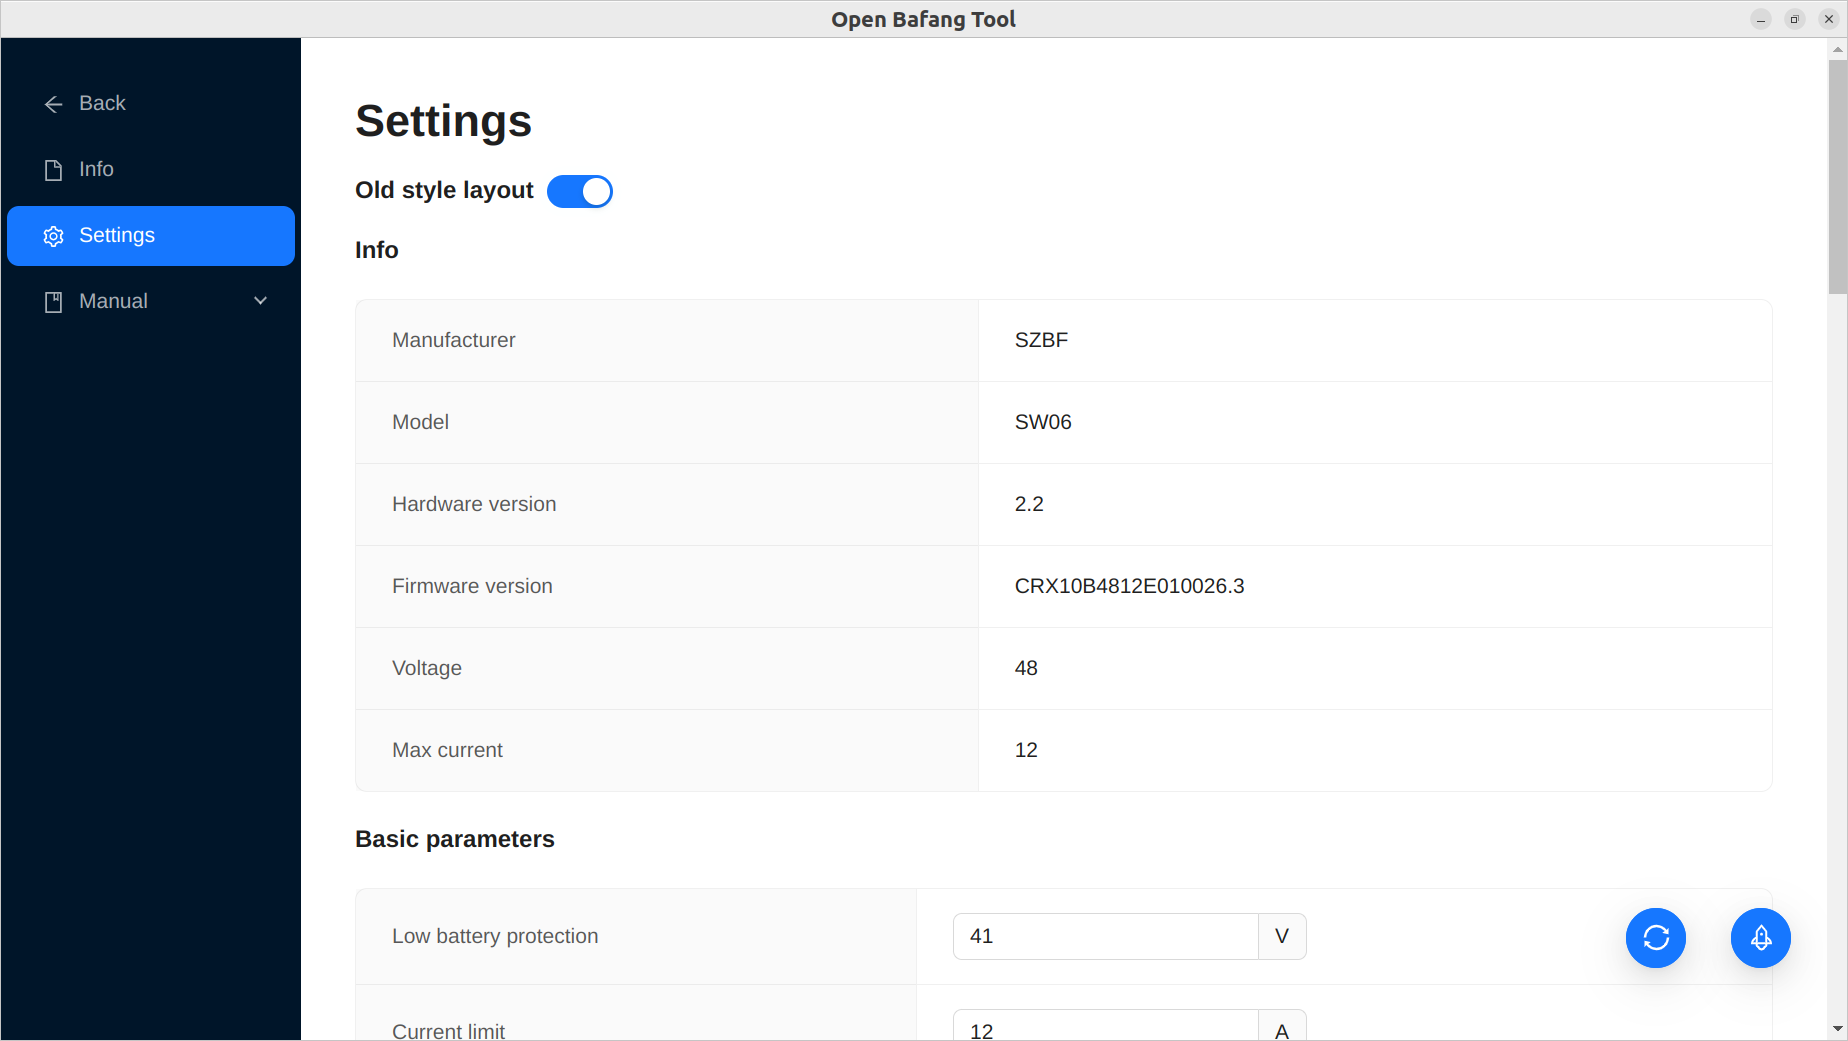 Open Bafang Tool
Back
Info
Settings
Manual
Settings
Old style layout
Info
Manufacturer SZBF
Model SW06
Hardware version 2.2
Firmware version CRX10B4812E010026.3
Voltage 48
Max current 12
Basic parameters
Low battery protection 41 V
Current limit 12 A